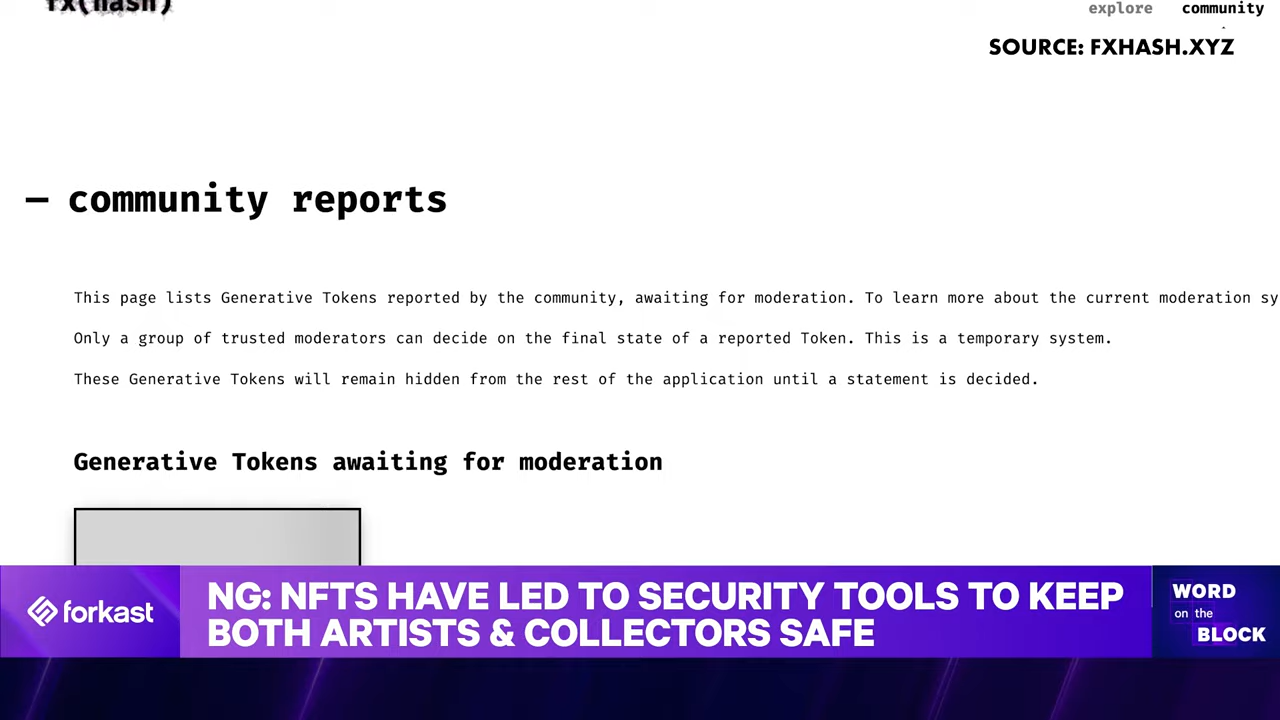 fx(hash)
explore community
SOURCE: FXHASH.XYZ
— community reports
This page lists Generative Tokens reported by the community, awaiting for moderation. To learn more about the current moderation sy
Only a group of trusted moderators can decide on the final state of a reported Token. This is a temporary system.
These Generative Tokens will remain hidden from the rest of the application until a statement is decided.
Generative Tokens awaiting for moderation
forkast
NG: NFTS HAVE LED TO SECURITY TOOLS TO KEEP
BOTH ARTISTS & COLLECTORS SAFE
WORD
on the
BLOCK